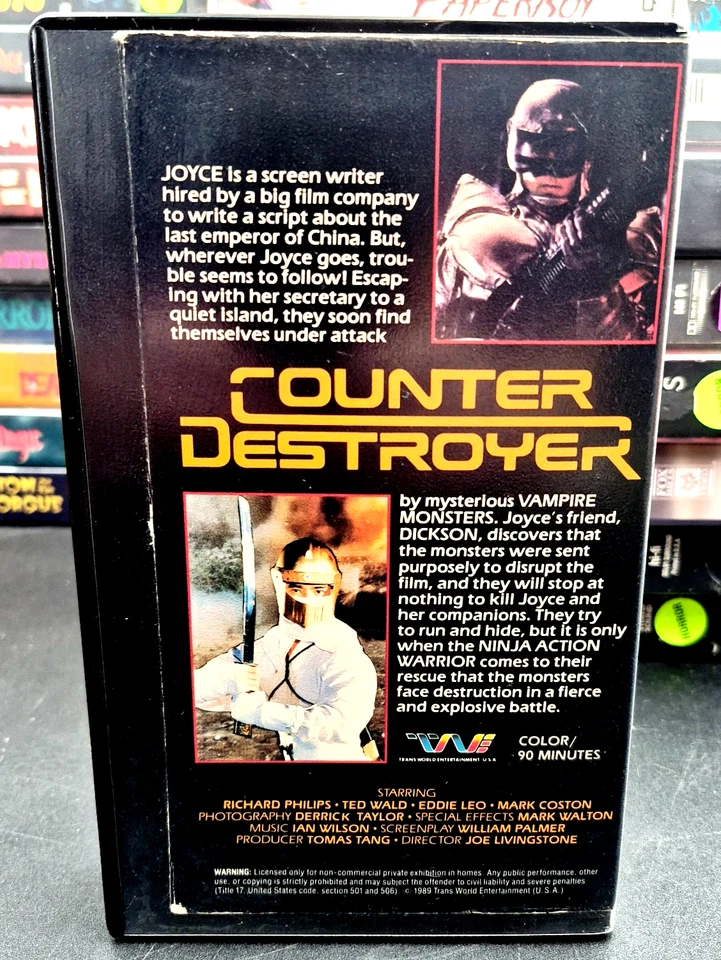 PAPERBOY
JOYCE is a screen writer
hired by a big film company
to write a script about the
last emperor of China. But,
wherever Joyce goes, trou-
ble seems to follow! Escap-
ing with her secretary to a
quiet island, they soon find
themselves under attack
COUNTER
DESTROYER
by mysterious VAMPIRE
MONSTERS. Joyce's friend,
DICKSON, discovers that
the monsters were sent
purposely to disrupt the
film, and they will stop at
nothing to kill Joyce and
her companions. They try
to run and hide, but it is only
when the NINJA ACTION
WARRIOR comes to their
rescue that the monsters
face destruction in a fierce
and explosive battle.
TWE
TRANS WORLD ENTERTAINMENT U.S.A.
COLOR/
90 MINUTES
STARRING
RICHARD PHILIPS • TED WALD • EDDIE LEO • MARK COSTON
PHOTOGRAPHY DERRICK TAYLOR • SPECIAL EFFECTS MARK WALTON
MUSIC IAN WILSON • SCREENPLAY WILLIAM PALMER
PRODUCER TOMAS TANG • DIRECTOR JOE LIVINGSTONE
WARNING: Licensed only for non-commercial private exhibition in homes. Any public performance, other
use, or copying is strictly prohibited and may subject the offender to civil liability and severe penalties
(Title 17, United States code, section 501 and 506). © 1989 Trans World Entertainment (U.S.A.)
hi-fi
HORROR